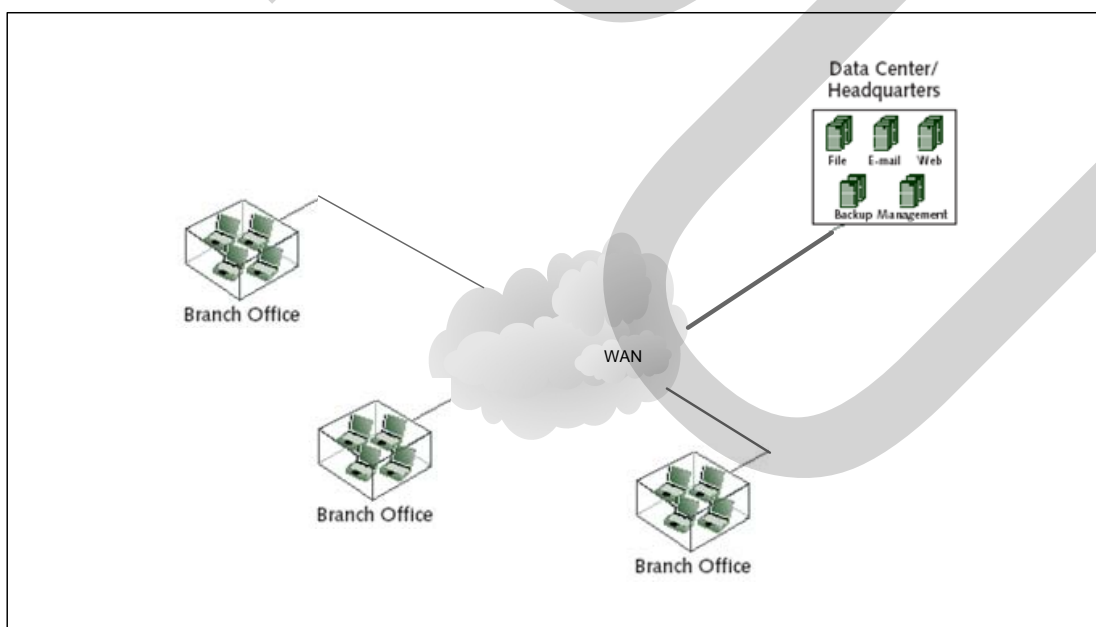 Data Center/
Headquarters
File E-mail Web
Backup Management
Branch Office
WAN
Branch Office
Branch Office